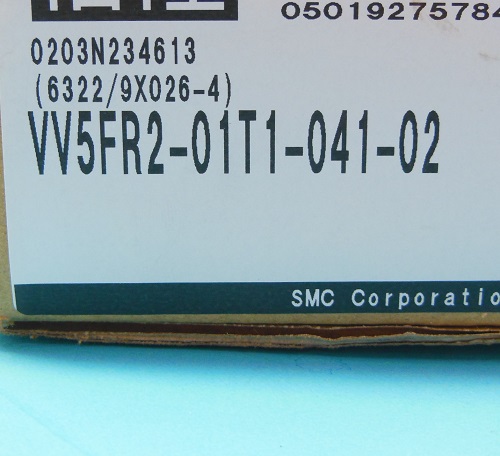 05019275784
0203N234613
(6322/9X026-4)
VV5FR2-01T1-041-02
SMC Corporatio